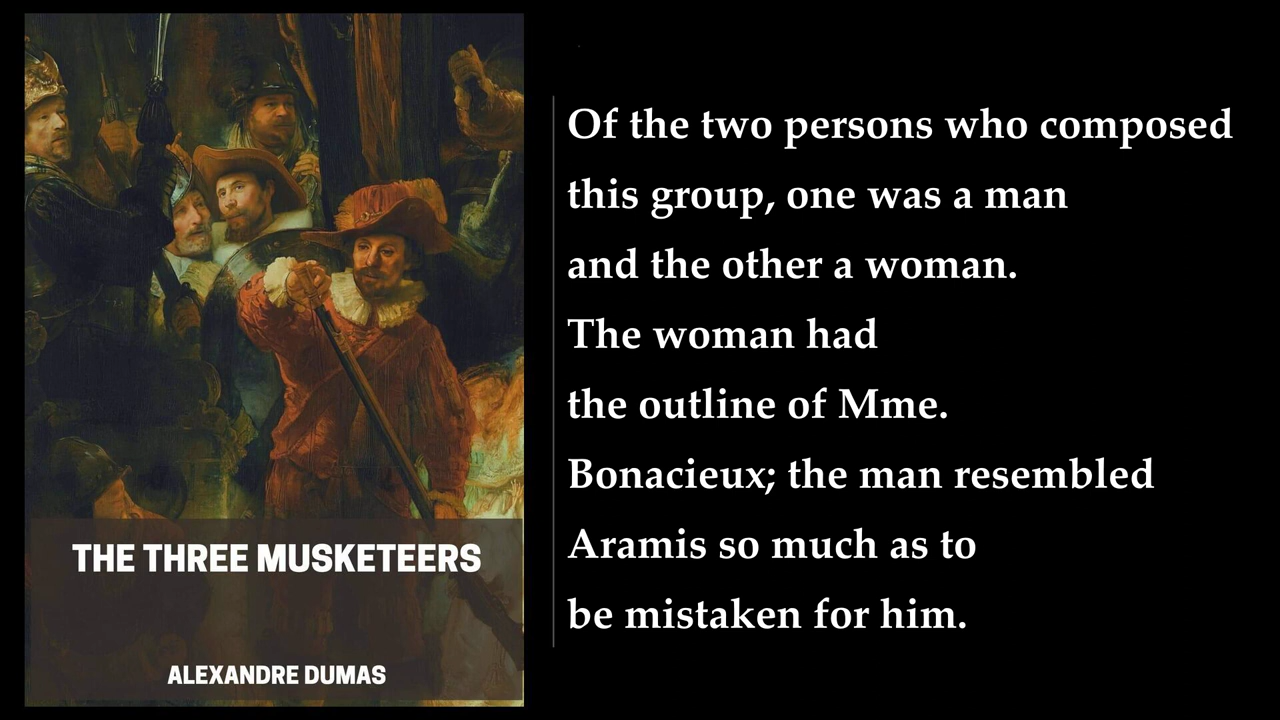 THE THREE MUSKETEERS
ALEXANDRE DUMAS
Of the two persons who composed
this group, one was a man
and the other a woman.
The woman had
the outline of Mme.
Bonacieux; the man resembled
Aramis so much as to
be mistaken for him.